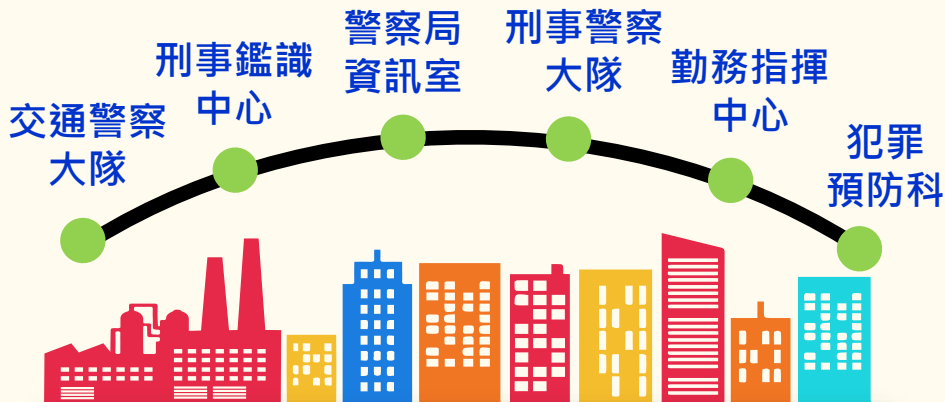 交通警察
大隊
刑事鑑識
中心
警察局
資訊室
刑事警察
大隊
勤務指揮
中心
犯罪
預防科